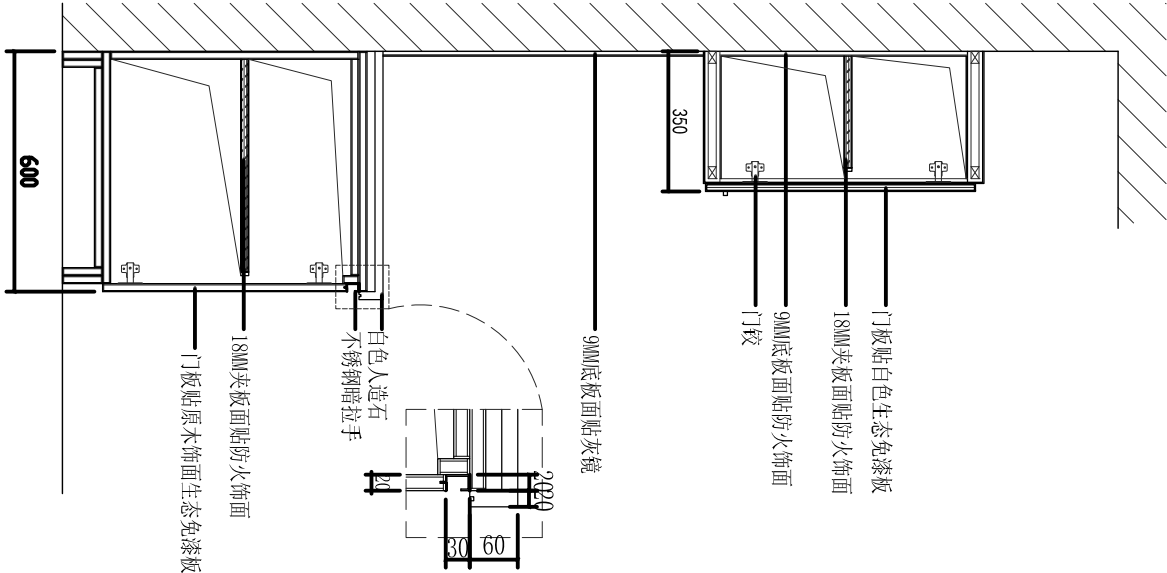 600
350
门板贴白色生态免漆板
18MM夹板面贴防火饰面
9MM底板面贴防火饰面
门铰
9MM底板面贴灰镜
白色人造石
不锈钢暗拉手
18MM夹板面贴防火饰面
门板贴原木饰面生态免漆板
20
20
20
30
60